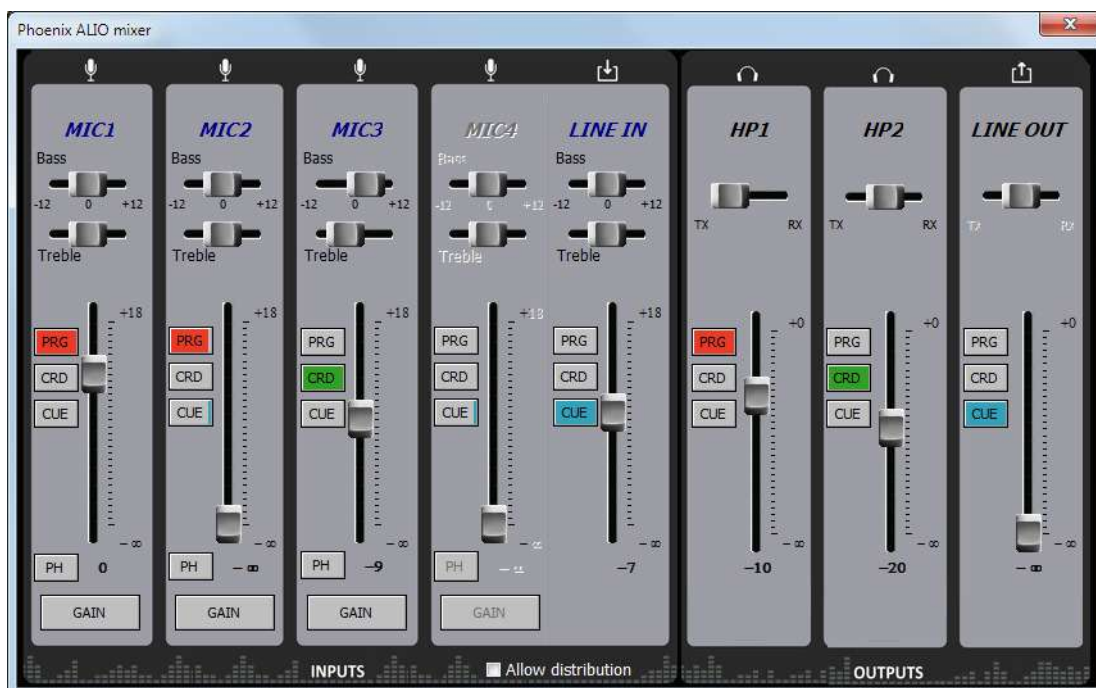 Phoenix ALIO mixer
MIC1
Bass
-12 0 +12
Treble
+18
PRG
CRD
CUE
-∞
PH 0
GAIN
MIC2
Bass
-12 0 +12
Treble
+18
PRG
CRD
CUE
-∞
PH -∞
GAIN
MIC3
Bass
-12 0 +12
Treble
+18
PRG
CRD
CUE
-∞
PH -9
GAIN
MIC4
Bass
-12 0 +12
Treble
+18
PRG
CRD
CUE
-∞
PH -∞
GAIN
LINE IN
Bass
-12 0 +12
Treble
+18
PRG
CRD
CUE
-∞
-7
INPUTS
Allow distribution
HP1
TX RX
+0
PRG
CRD
CUE
-∞
-10
HP2
TX RX
+0
PRG
CRD
CUE
-∞
-20
LINE OUT
TX RX
+0
PRG
CRD
CUE
-∞
-∞
OUTPUTS